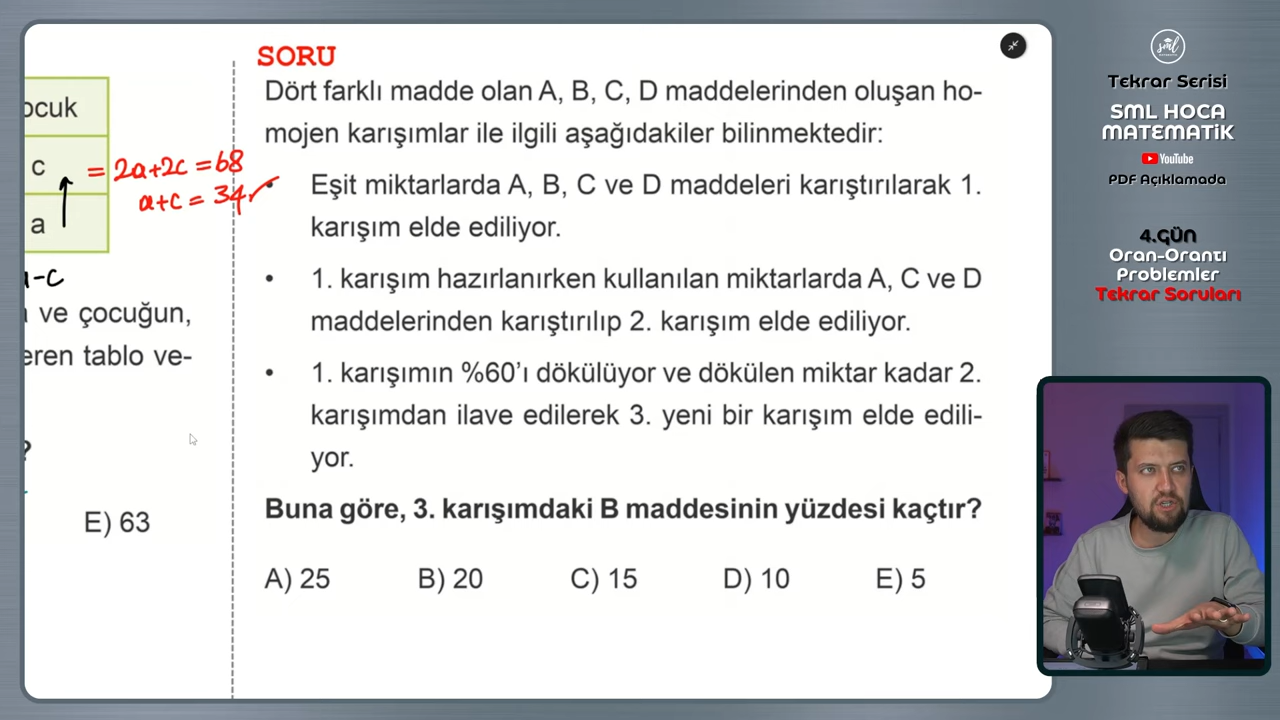 ocuk
c = 2a+2c = 68
a+c = 34
a
-c
ve çocuğun,
eren tablo ve-
?
E) 63
SORU
Dört farklı madde olan A, B, C, D maddelerinden oluşan ho-
mojen karışımlar ile ilgili aşağıdakiler bilinmektedir:
• Eşit miktarlarda A, B, C ve D maddeleri karıştırılarak 1.
karışım elde ediliyor.
• 1. karışım hazırlanırken kullanılan miktarlarda A, C ve D
maddelerinden karıştırılıp 2. karışım elde ediliyor.
• 1. karışımın %60'ı dökülüyor ve dökülen miktar kadar 2.
karışımdan ilave edilerek 3. yeni bir karışım elde edili-
yor.
Buna göre, 3. karışımdaki B maddesinin yüzdesi kaçtır?
A) 25 B) 20 C) 15 D) 10 E) 5
sml
Tekrar Serisi
SML HOCA
MATEMATİK
YouTube
PDF Açıklamada
4.GÜN
Oran-Orantı
Problemler
Tekrar Soruları